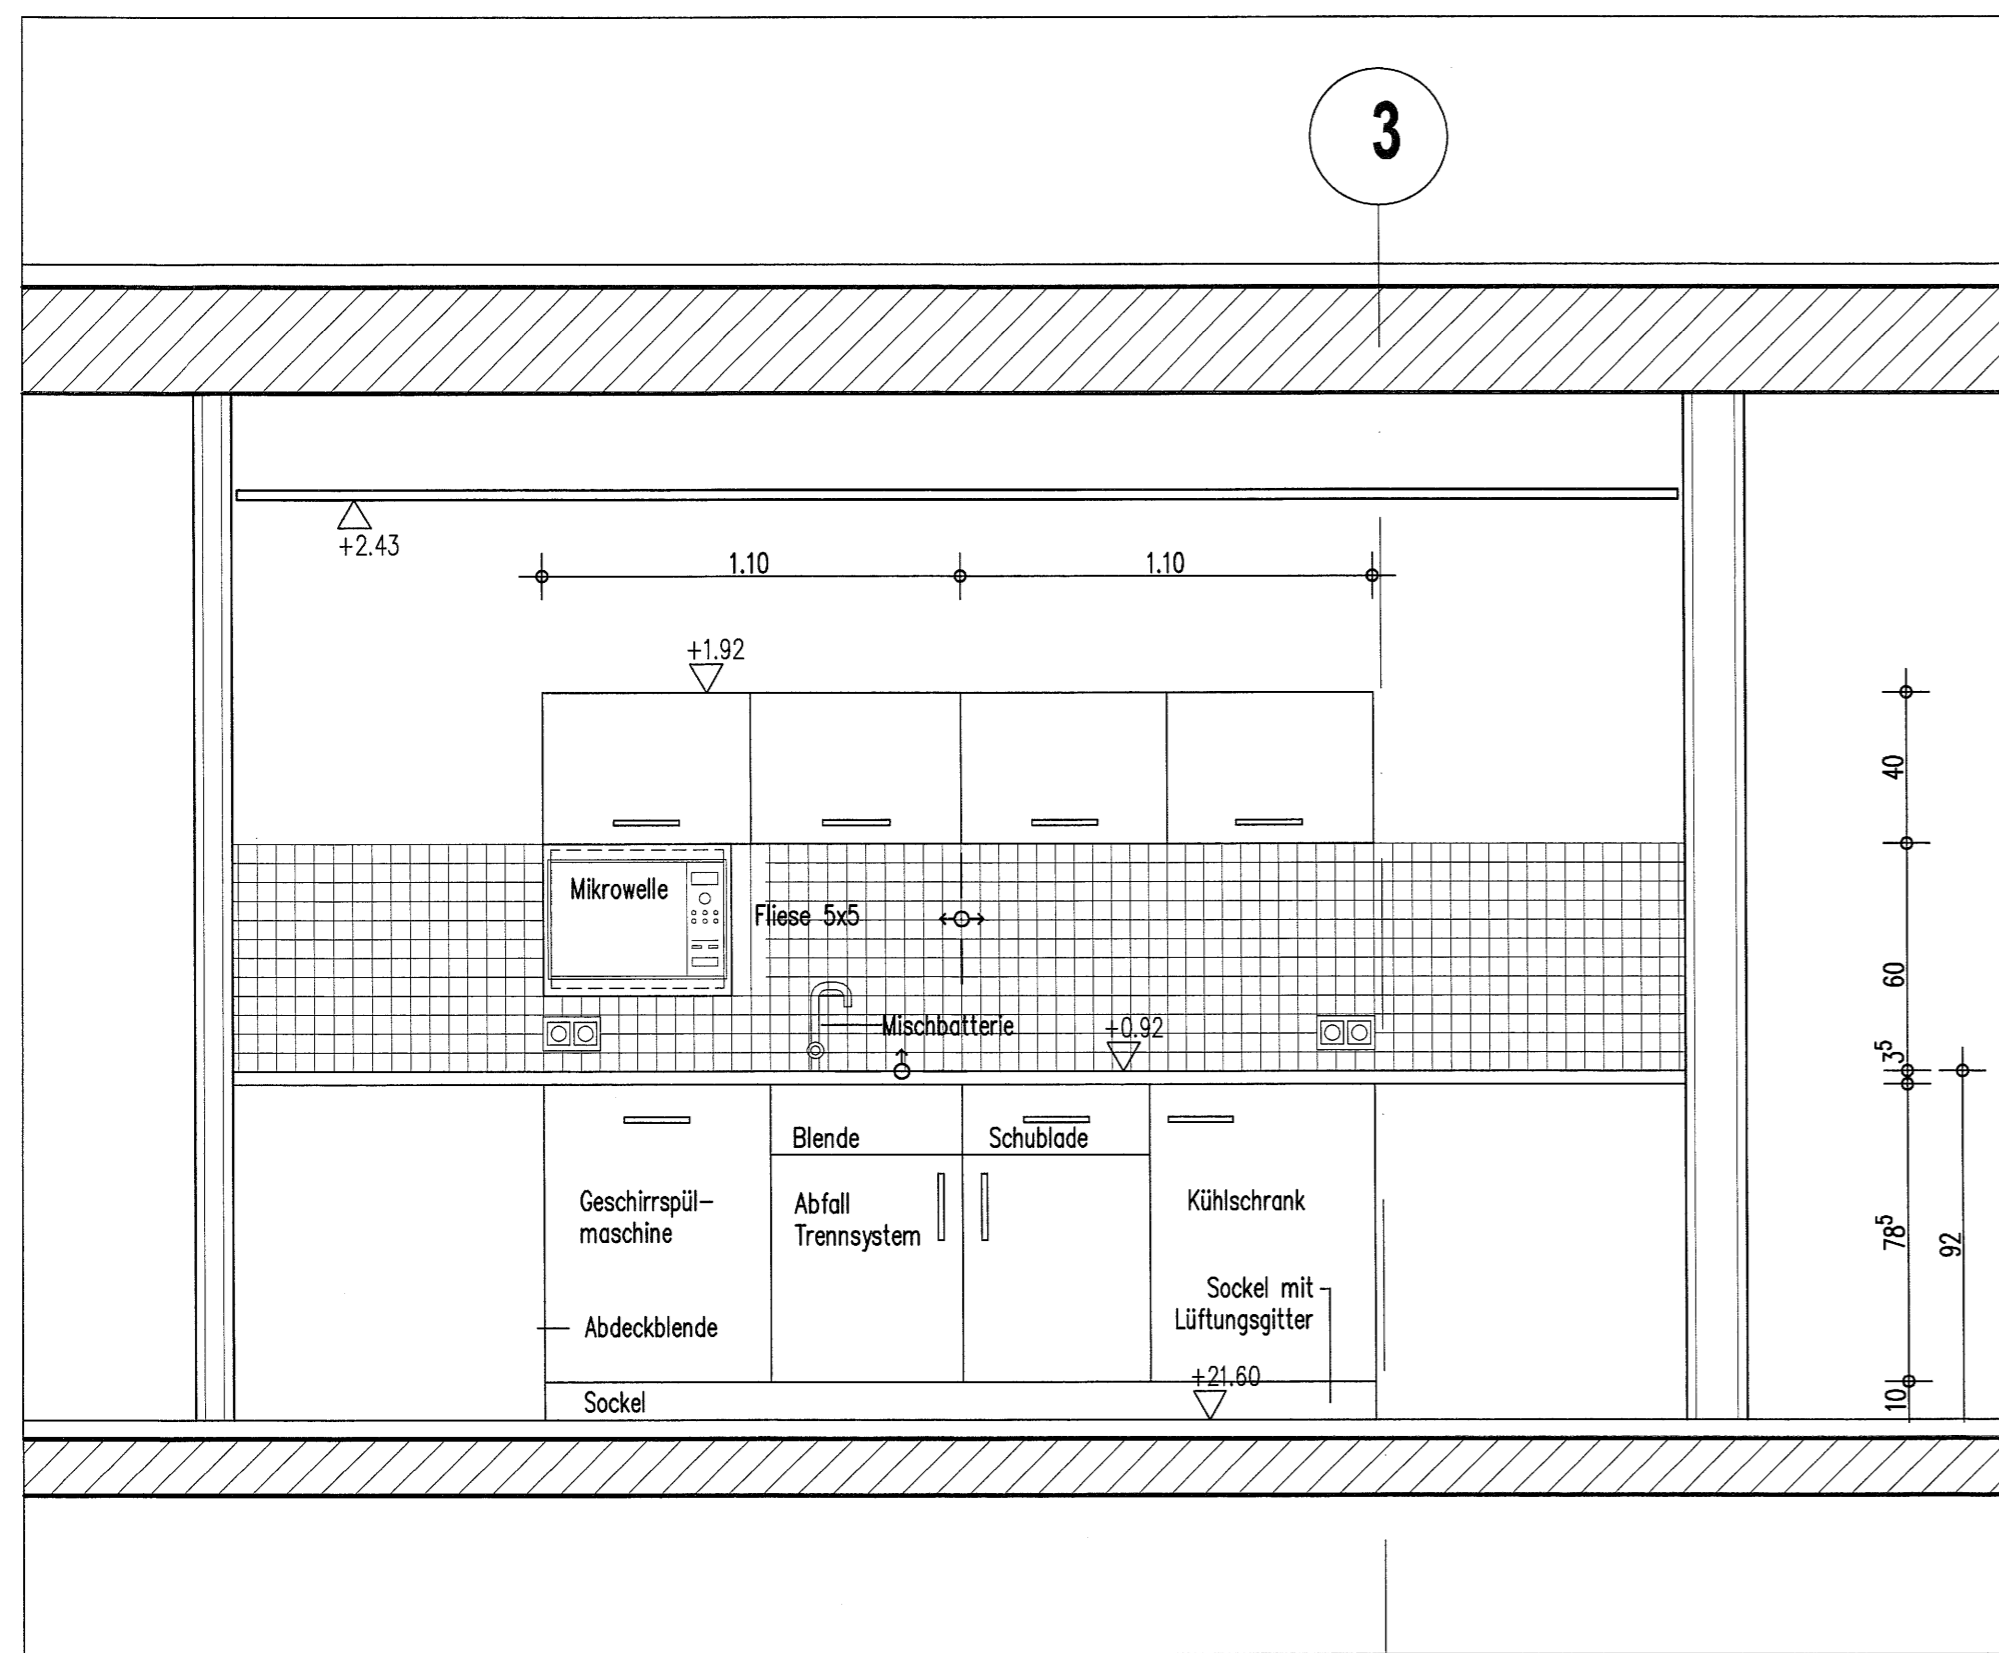 3
+2.43
1.10
1.10
+1.92
40
Mikrowelle
Fliese 5x5
60
Mischbatterie
+0.92
3⁵
Blende
Schublade
Geschirrspül–
maschine
Abfall
Trennsystem
Kühlschrank
78⁵
92
Sockel mit
Lüftungsgitter
Abdeckblende
+21.60
Sockel
10